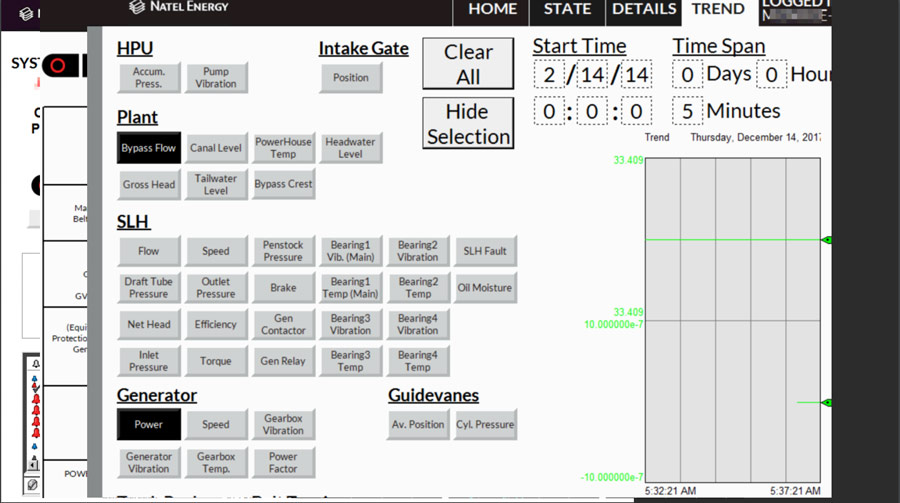 NATEL ENERGY
HOME
STATE
DETAILS
TREND
LOGGED
HPU
Accum.
Press.
Pump
Vibration
Intake Gate
Position
Clear
All
Hide
Selection
Start Time
2/14/14
0:0:0
Time Span
0 Days 0 Hour
5 Minutes
Plant
Bypass Flow
Canal Level
PowerHouse
Temp
Headwater
Level
Gross Head
Tailwater
Level
Bypass Crest
SLH
Flow
Speed
Penstock
Pressure
Bearing1
Vib. (Main)
Bearing2
Vibration
SLH Fault
Draft Tube
Pressure
Outlet
Pressure
Brake
Bearing1
Temp (Main)
Bearing2
Temp
Oil Moisture
Net Head
Efficiency
Gen
Contactor
Bearing3
Vibration
Bearing4
Vibration
Inlet
Pressure
Torque
Gen Relay
Bearing3
Temp
Bearing4
Temp
Generator
Power
Speed
Gearbox
Vibration
Generator
Vibration
Gearbox
Temp.
Power
Factor
Guidevanes
Av. Position
Cyl. Pressure
Trend
Thursday, December 14, 2017
33.409
33.409
10.000000e-7
-10.000000e-7
5:32:21 AM
5:37:21 AM
SYS
Ma
Belt
GV
(Equi
Protectio
Ge
POW